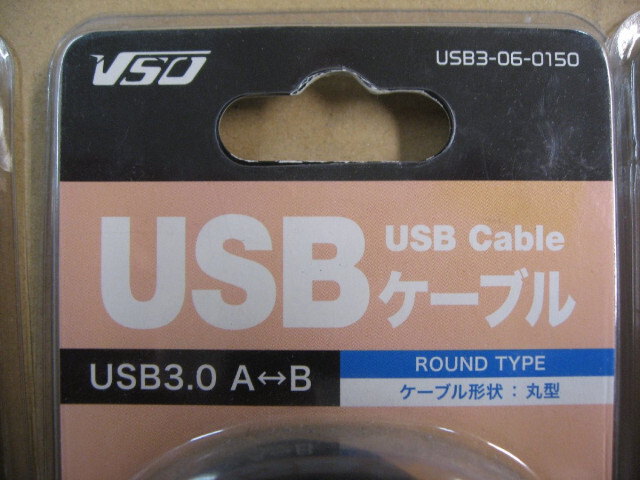 VSO
USB3-06-0150
USB
USB Cable
ケーブル
USB3.0 A↔B
ROUND TYPE
ケーブル形状：丸型